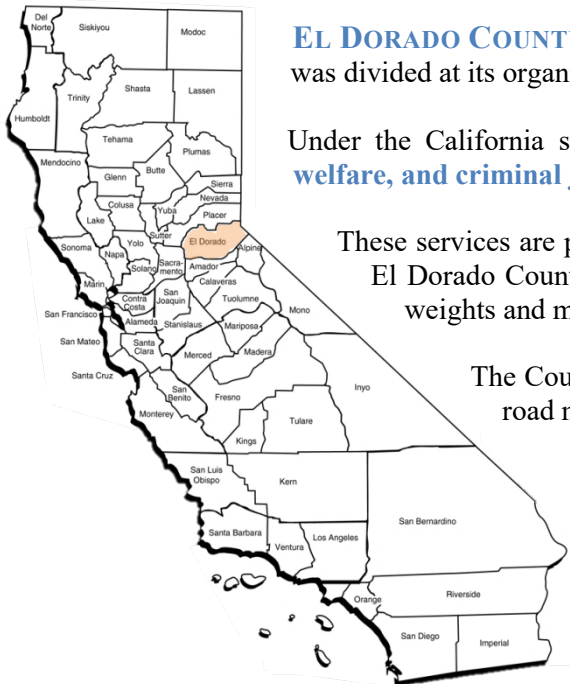 EL DORADO COUNT
was divided at its organi
Under the California s
welfare, and criminal
These services are p
El Dorado Coun
weights and m
The Cou
road m
Del Norte
Siskiyou
Modoc
Humboldt
Trinity
Shasta
Lassen
Mendocino
Tehama
Plumas
Glenn
Butte
Sierra
Colusa
Yuba
Nevada
Lake
Sutter
Placer
Sonoma
Napa
Yolo
El Dorado
Alpine
Solano
Sacra-
mento
Amador
Marin
Calaveras
Contra
Costa
San
Joaquin
Tuolumne
Mono
San Francisco
Alameda
Stanislaus
Mariposa
San Mateo
Santa
Clara
Merced
Madera
Santa Cruz
San
Benito
Fresno
Inyo
Monterey
Tulare
Kings
San Luis
Obispo
Kern
San Bernardino
Santa Barbara
Ventura
Los Angeles
Orange
Riverside
San Diego
Imperial